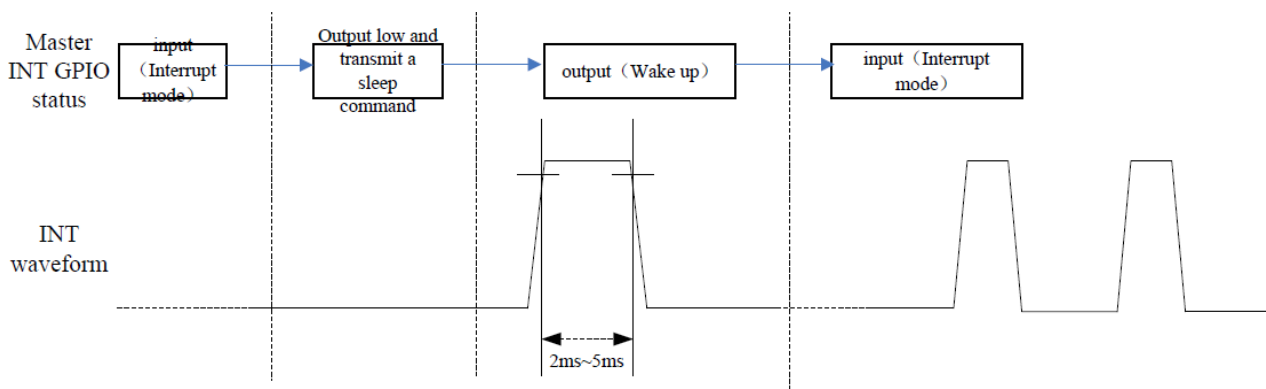 Master
INT GPIO
status
input
（Interrupt
mode）
Output low and
transmit a
sleep
command
output（Wake up）
input（Interrupt
mode）
INT
waveform
2ms~5ms